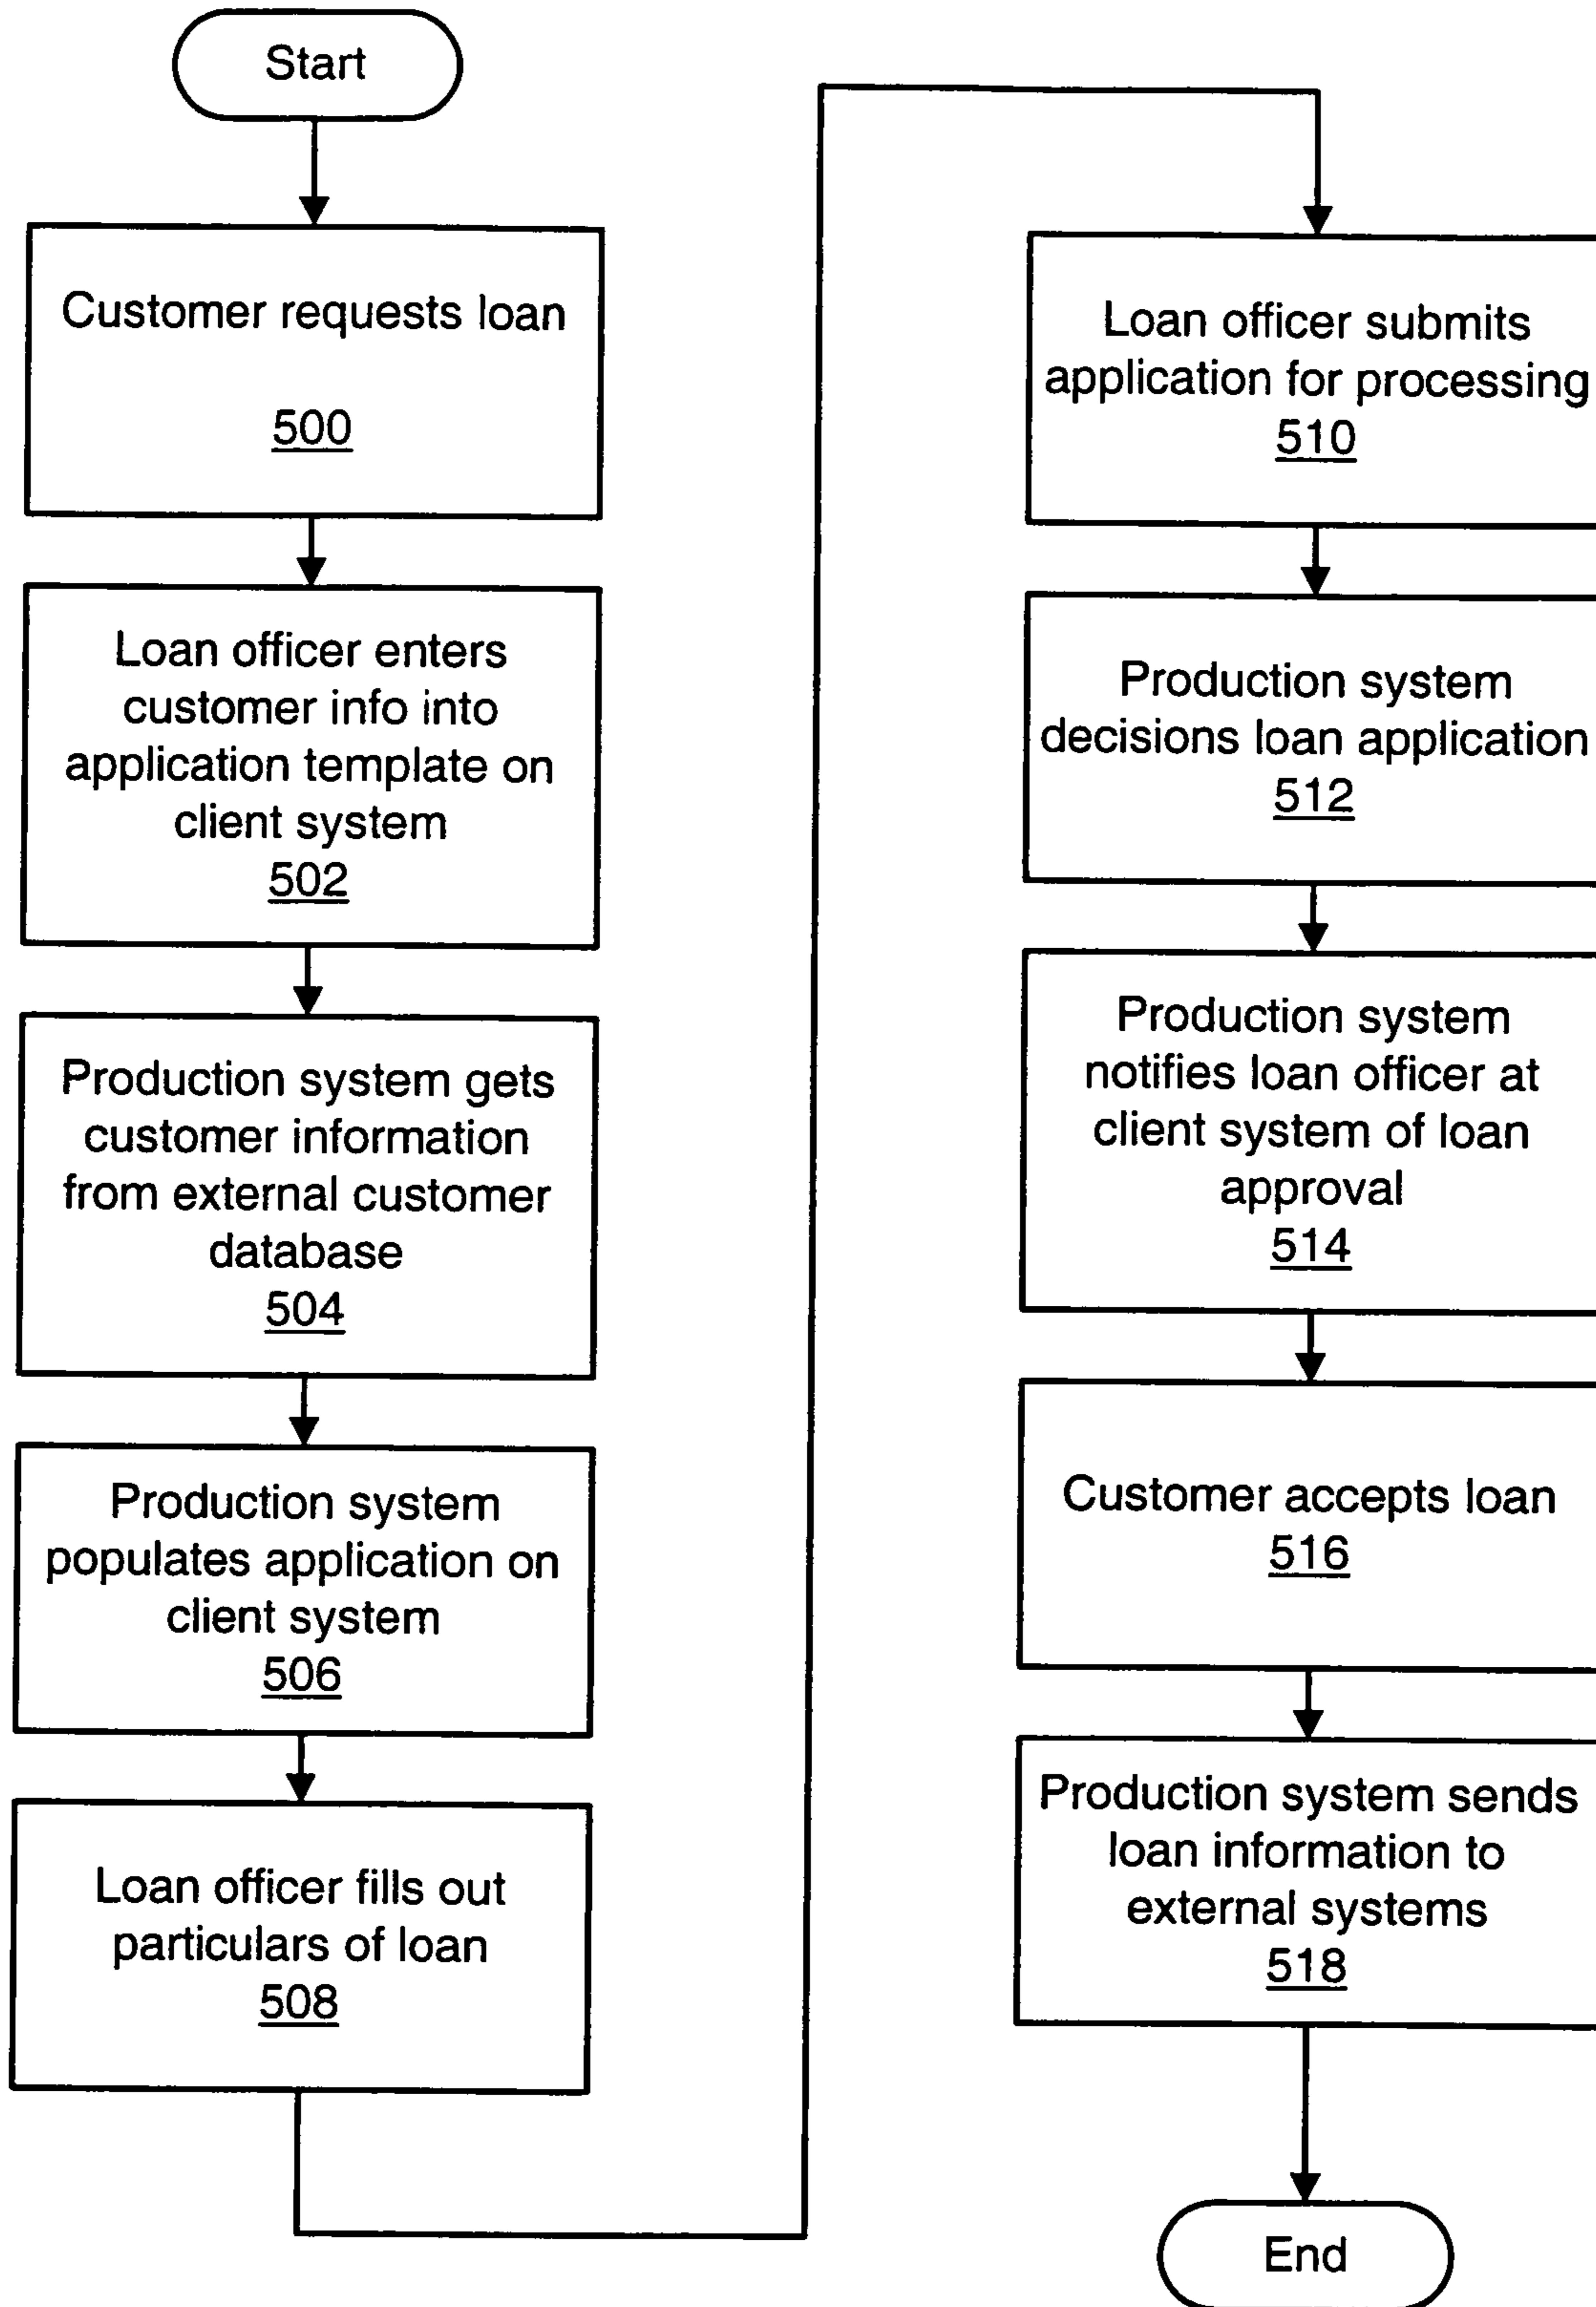 Start
Customer requests loan
500
Loan officer enters
customer info into
application template on
client system
502
Production system gets
customer information
from external customer
database
504
Production system
populates application on
client system
506
Loan officer fills out
particulars of loan
508
Loan officer submits
application for processing
510
Production system
decisions loan application
512
Production system
notifies loan officer at
client system of loan
approval
514
Customer accepts loan
516
Production system sends
loan information to
external systems
518
End